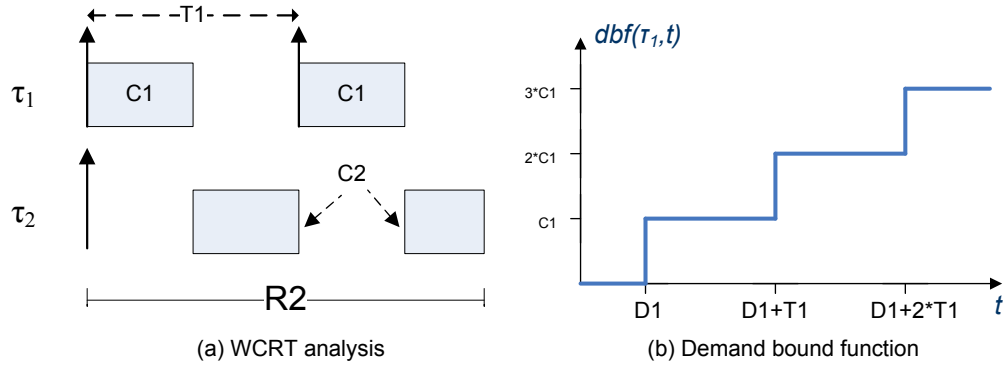 T1
τ1
C1
C1
C2
τ2
R2
(a) WCRT analysis
dbf(τ1,t)
3*C1
2*C1
C1
D1
D1+T1
D1+2*T1
t
(b) Demand bound function